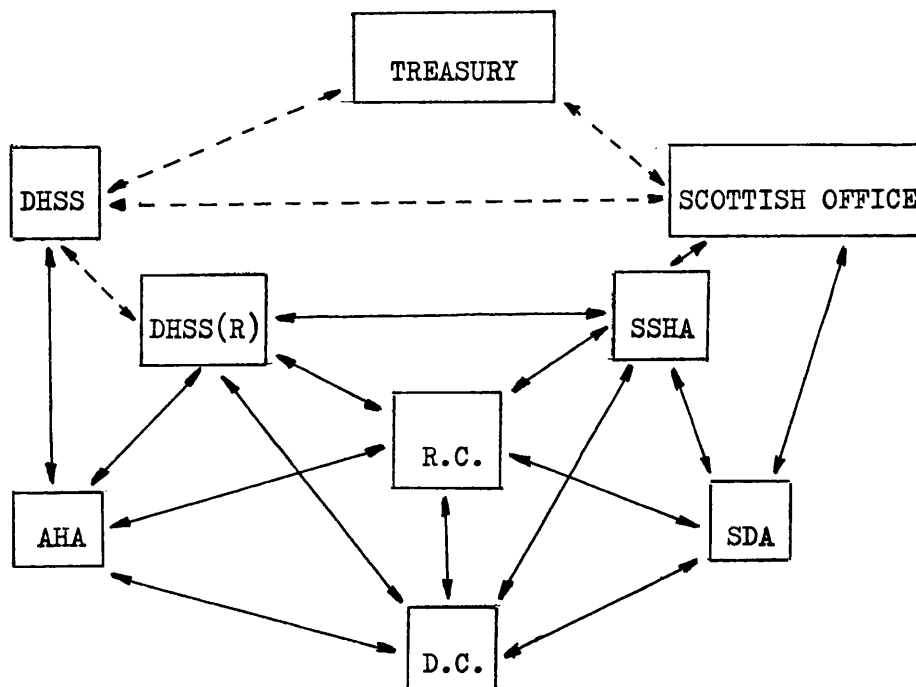 TREASURY
DHSS
SCOTTISH OFFICE
DHSS(R)
SSHA
R.C.
AHA
SDA
D.C.